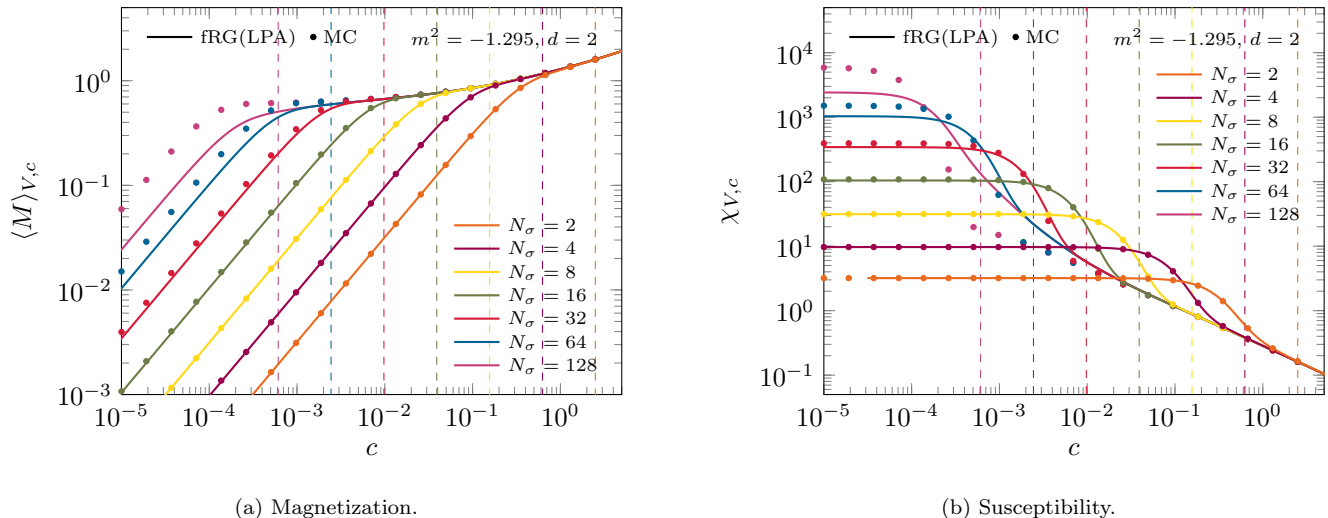 fRG(LPA) MC m² = −1.295, d = 2
10¹
10⁰
10⁻¹
10⁻²
10⁻³
⟨M⟩V,c
Nσ = 2
Nσ = 4
Nσ = 8
Nσ = 16
Nσ = 32
Nσ = 64
Nσ = 128
10⁻⁵ 10⁻⁴ 10⁻³ 10⁻² 10⁻¹ 10⁰
c
(a) Magnetization.
fRG(LPA) MC m² = −1.295, d = 2
10⁴
10³
10²
10¹
10⁰
10⁻¹
χV,c
Nσ = 2
Nσ = 4
Nσ = 8
Nσ = 16
Nσ = 32
Nσ = 64
Nσ = 128
10⁻⁵ 10⁻⁴ 10⁻³ 10⁻² 10⁻¹ 10⁰
c
(b) Susceptibility.